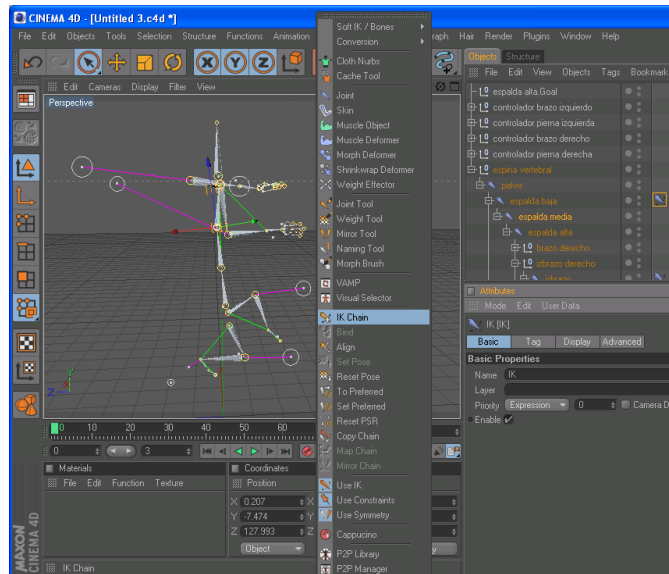 CINEMA 4D - [Untitled 3.c4d *]
File Edit Objects Tools Selection Structure Functions Animation
Hair Render Plugins Window Help
Edit Cameras Display Filter View
Perspective
Y
Z
Soft IK / Bones
Conversion
Cloth Nurbs
Cache Tool
Joint
Skin
Muscle Object
Muscle Deformer
Morph Deformer
Shrinkwrap Deformer
Weight Effector
Joint Tool
Weight Tool
Mirror Tool
Naming Tool
Morph Brush
VAMP
Visual Selector
IK Chain
Bind
Align
Set Pose
Reset Pose
To Preferred
Set Preferred
Reset PSR
Copy Chain
Map Chain
Mirror Chain
Use IK
Use Constraints
Use Symmetry
Cappucino
P2P Library
P2P Manager
Objects Structure
File Edit View Objects Tags Bookmark
espalda alta.Goal
controlador brazo izquierdo
controlador pierna izquierda
controlador brazo derecho
controlador pierna derecha
espina vertebral
pelvis
espalda baja
espalda media
espalda alta
brazo derecho
izbrazo derecho
izbrazo
Attributes
Mode Edit User Data
IK [IK]
Basic Tag Display Advanced
Basic Properties
Name IK
Layer
Priority Expression 0 Camera D
Enable
0 10 20 30 40 50 60
0 3
Materials
File Edit Function Texture
Coordinates
Position
X 0.207 X
Y -7.474 Y
Z 127.993 Z
Object
MAXON
CINEMA 4D
IK Chain